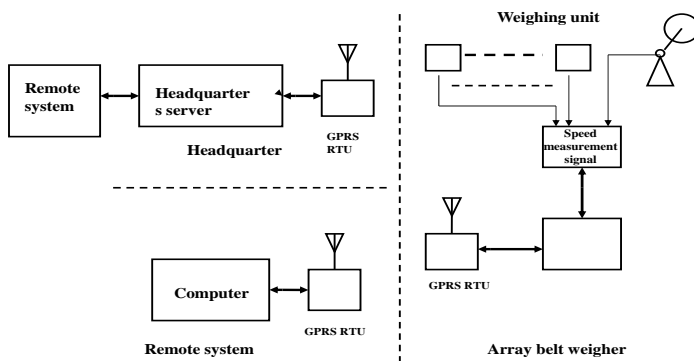 Weighing unit
Remote
system
Headquarter
s server
GPRS
RTU
Headquarter
Speed
measurement
signal
Computer
GPRS RTU
Remote system
GPRS RTU
Array belt weigher